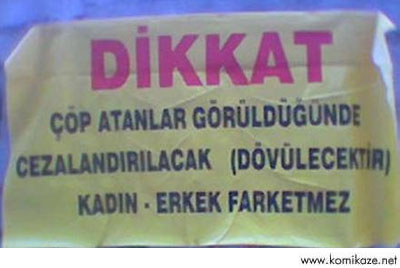 DİKKAT
ÇÖP ATANLAR GÖRÜLDÜĞÜNDE
CEZALANDIRILACAK (DÖVÜLECEKTİR)
KADIN - ERKEK FARKETMEZ
www.komikaze.net